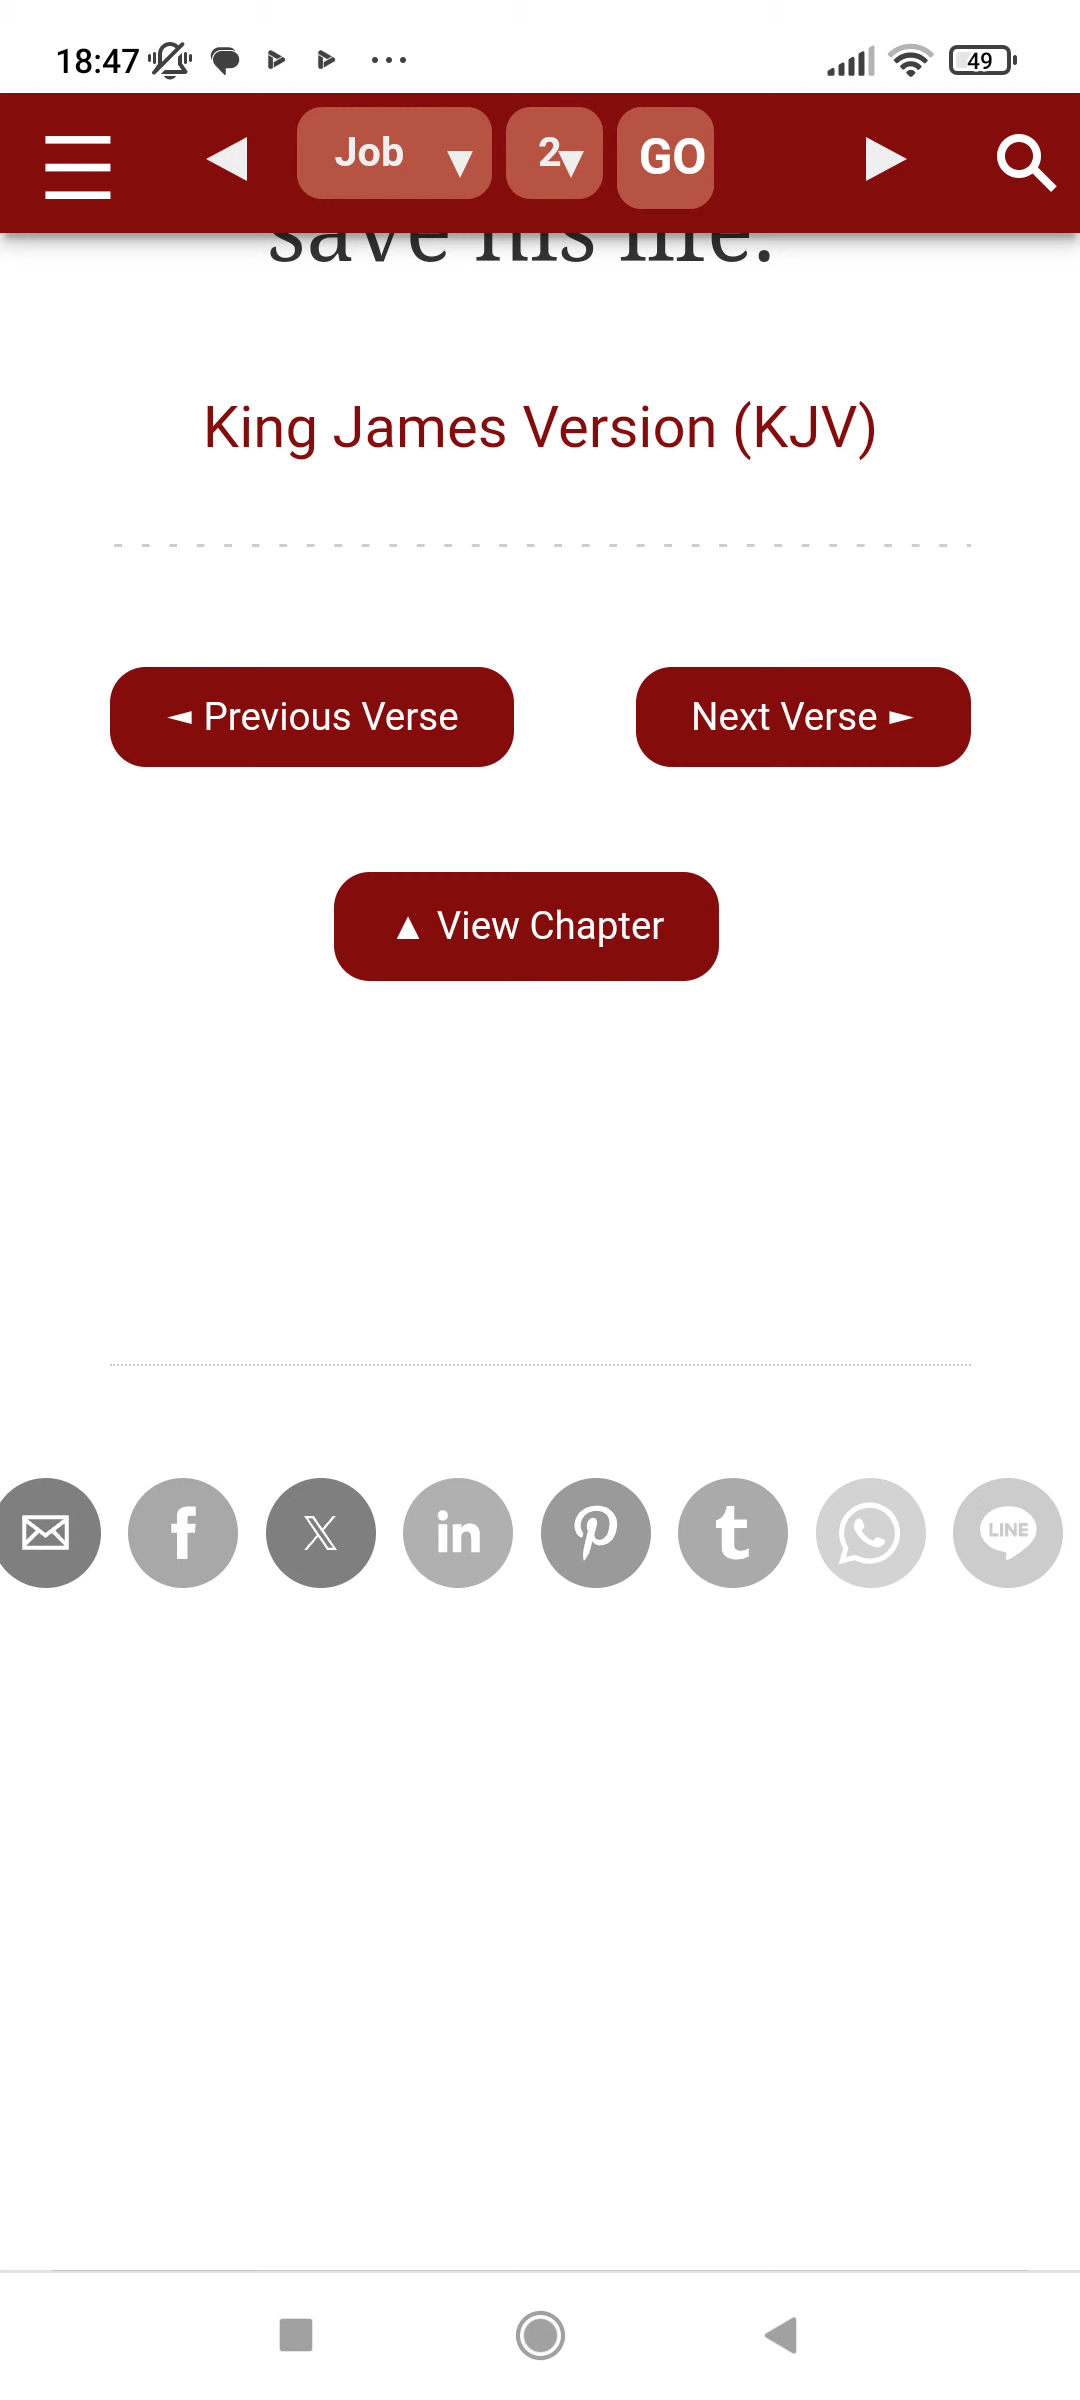 18:47
49
Job
2
GO
save his life.
King James Version (KJV)
◄ Previous Verse
Next Verse ►
▲ View Chapter
LINE